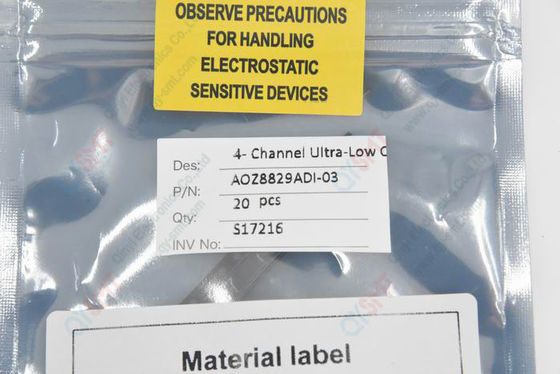 OBSERVE PRECAUTIONS
FOR HANDLING
ELECTROSTATIC
SENSITIVE DEVICES
Des: 4- Channel Ultra-Low C
P/N: AOZ8829ADI-03
Qty: 20 pcs
INV No: S17216
Material label